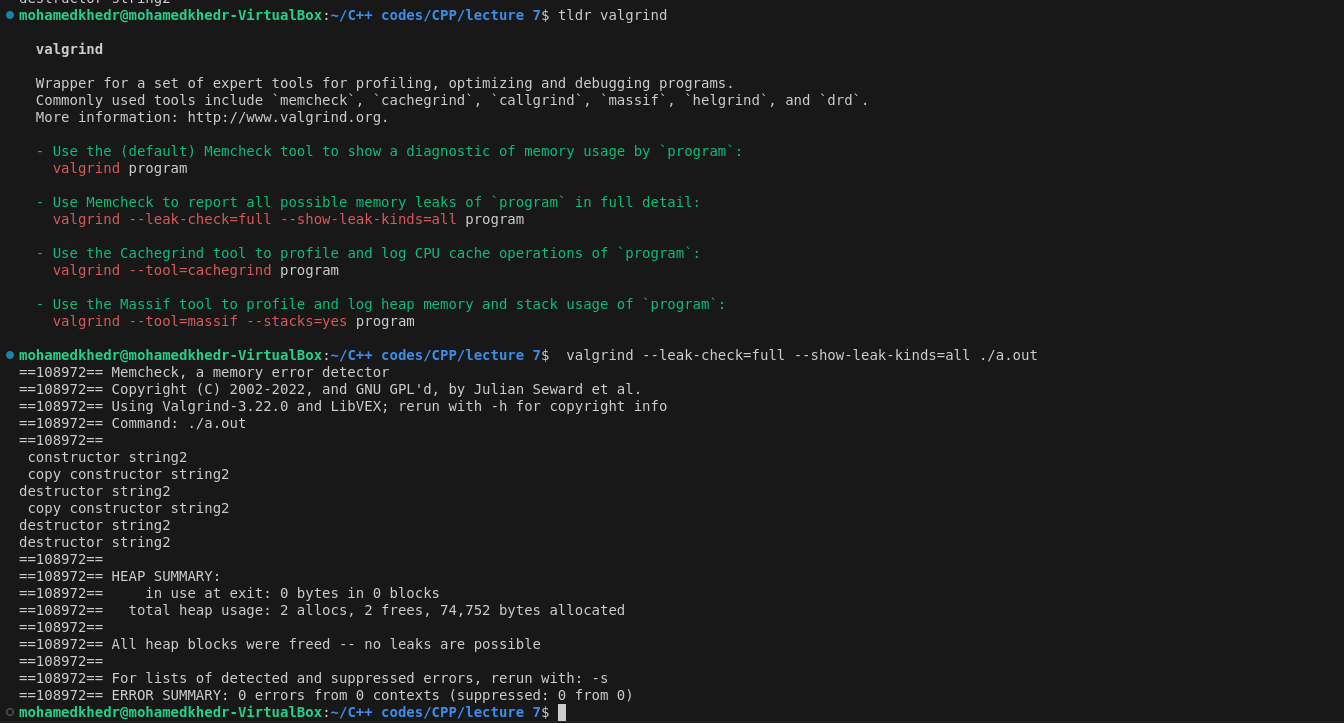 destructor string2
mohamedkhedr@mohamedkhedr-VirtualBox:~/C++ codes/CPP/lecture 7$ tldr valgrind
valgrind
Wrapper for a set of expert tools for profiling, optimizing and debugging programs.
Commonly used tools include `memcheck`, `cachegrind`, `callgrind`, `massif`, `helgrind`, and `drd`.
More information: http://www.valgrind.org.
- Use the (default) Memcheck tool to show a diagnostic of memory usage by `program`:
valgrind program
- Use Memcheck to report all possible memory leaks of `program` in full detail:
valgrind --leak-check=full --show-leak-kinds=all program
- Use the Cachegrind tool to profile and log CPU cache operations of `program`:
valgrind --tool=cachegrind program
- Use the Massif tool to profile and log heap memory and stack usage of `program`:
valgrind --tool=massif --stacks=yes program
mohamedkhedr@mohamedkhedr-VirtualBox:~/C++ codes/CPP/lecture 7$  valgrind --leak-check=full --show-leak-kinds=all ./a.out
==108972== Memcheck, a memory error detector
==108972== Copyright (C) 2002-2022, and GNU GPL'd, by Julian Seward et al.
==108972== Using Valgrind-3.22.0 and LibVEX; rerun with -h for copyright info
==108972== Command: ./a.out
==108972==
constructor string2
copy constructor string2
destructor string2
copy constructor string2
destructor string2
destructor string2
==108972==
==108972== HEAP SUMMARY:
==108972==     in use at exit: 0 bytes in 0 blocks
==108972==   total heap usage: 2 allocs, 2 frees, 74,752 bytes allocated
==108972==
==108972== All heap blocks were freed -- no leaks are possible
==108972==
==108972== For lists of detected and suppressed errors, rerun with: -s
==108972== ERROR SUMMARY: 0 errors from 0 contexts (suppressed: 0 from 0)
mohamedkhedr@mohamedkhedr-VirtualBox:~/C++ codes/CPP/lecture 7$